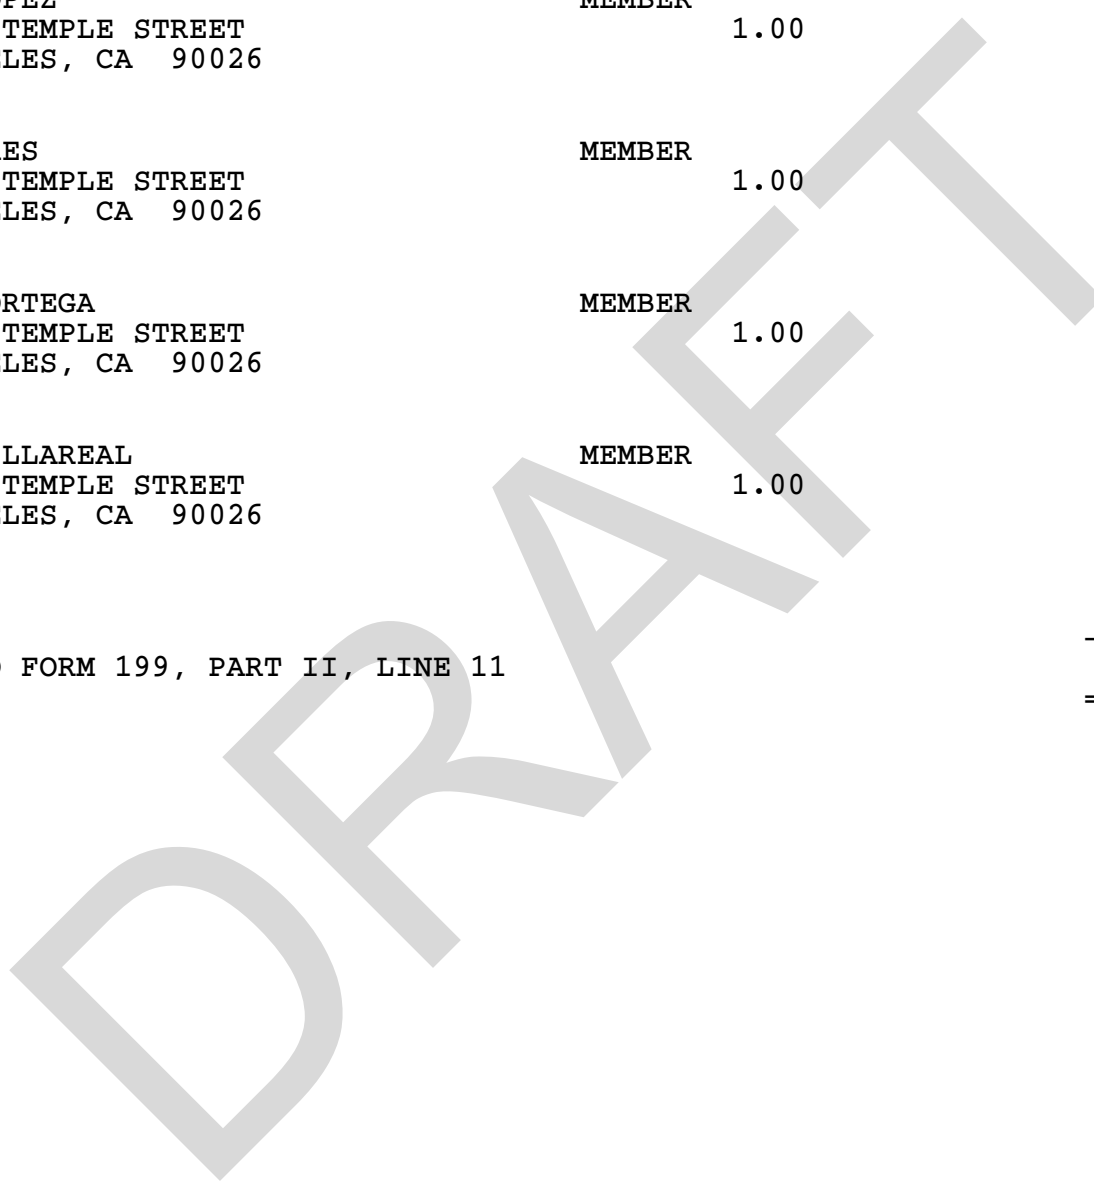 OPEZ MEMBER
TEMPLE STREET 1.00
LES, CA 90026
ES MEMBER
TEMPLE STREET 1.00
LES, CA 90026
RTEGA MEMBER
TEMPLE STREET 1.00
LES, CA 90026
LLAREAL MEMBER
TEMPLE STREET 1.00
LES, CA 90026
FORM 199, PART II, LINE 11
DRAFT